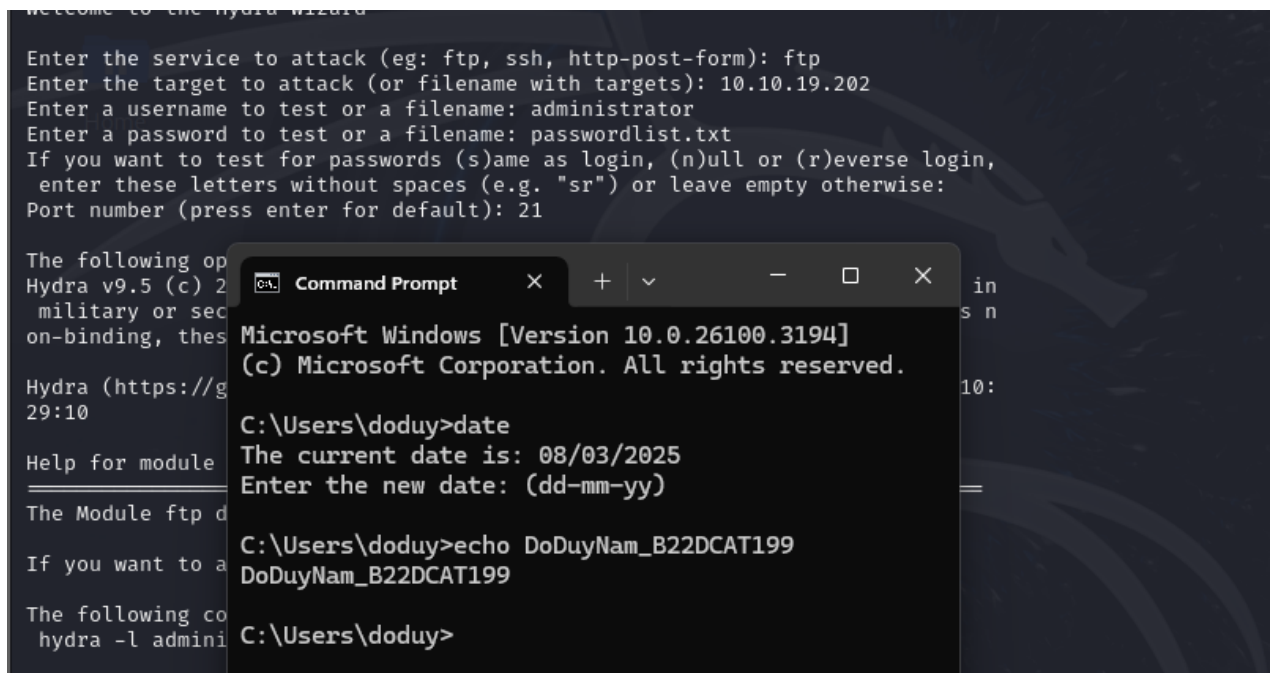 Welcome to the Hydra Wizard
Enter the service to attack (eg: ftp, ssh, http-post-form): ftp
Enter the target to attack (or filename with targets): 10.10.19.202
Enter a username to test or a filename: administrator
Enter a password to test or a filename: passwordlist.txt
If you want to test for passwords (s)ame as login, (n)ull or (r)everse login,
enter these letters without spaces (e.g. "sr") or leave empty otherwise:
Port number (press enter for default): 21
The following op
Hydra v9.5 (c) 2 in
military or sec s n
on-binding, thes
Hydra (https://g 10:
29:10
Help for module
The Module ftp d
If you want to a
The following co
hydra -l admini
Command Prompt
Microsoft Windows [Version 10.0.26100.3194]
(c) Microsoft Corporation. All rights reserved.
C:\Users\doduy>date
The current date is: 08/03/2025
Enter the new date: (dd-mm-yy)
C:\Users\doduy>echo DoDuyNam_B22DCAT199
DoDuyNam_B22DCAT199
C:\Users\doduy>